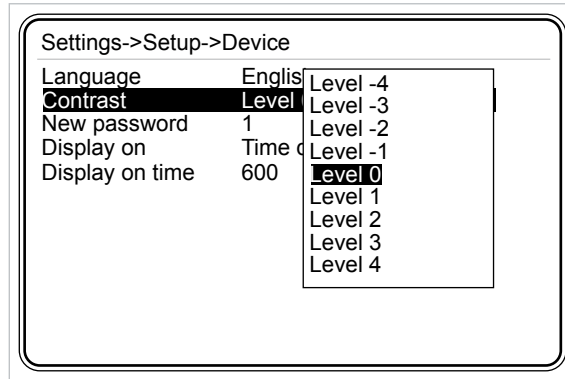 Settings->Setup->Device
Language Englis
Contrast Level
New password 1
Display on Time
Display on time 600
Level -4
Level -3
Level -2
Level -1
Level 0
Level 1
Level 2
Level 3
Level 4